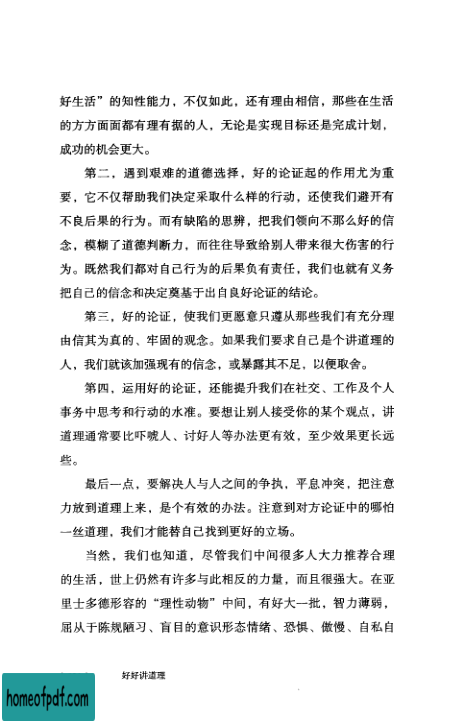 好生活”的知性能力，不仅如此，还有理由相信，那些在生活
的方方面面都有理有据的人，无论是实现目标还是完成计划，
成功的机会更大。
第二，遇到艰难的道德选择，好的论证起的作用尤为重
要，它不仅帮助我们决定采取什么样的行动，还使我们避开有
不良后果的行为。而有缺陷的思辨，把我们领向不那么好的信
念，模糊了道德判断力，而往往导致给别人带来很大伤害的行
为。既然我们都对自己行为的后果负有责任，我们也就有义务
把自己的信念和决定奠基于出自良好论证的结论。
第三，好的论证，使我们更愿意只遵从那些我们有充分理
由信其为真的、牢固的观念。如果我们要求自己是个讲道理的
人，我们就该加强现有的信念，或暴露其不足，以便取舍。
第四，运用好的论证，还能提升我们在社交、工作及个人
事务中思考和行动的水准。要想让别人接受你的某个观点，讲
道理通常要比吓唬人、讨好人等办法更有效，至少效果更长远
些。
最后一点，要解决人与人之间的争执，平息冲突，把注意
力放到道理上来，是个有效的办法。注意到对方论证中的哪怕
一丝道理，我们才能替自己找到更好的立场。
当然，我们也知道，尽管我们中间很多人大力推荐合理
的生活，世上仍然有许多与此相反的力量，而且很强大。在亚
里士多德形容的“理性动物”中间，有好大一批，智力薄弱，
屈从于陈规陋习、盲目的意识形态情绪、恐惧、傲慢、自私自
好好讲道理
homeofpdf.com